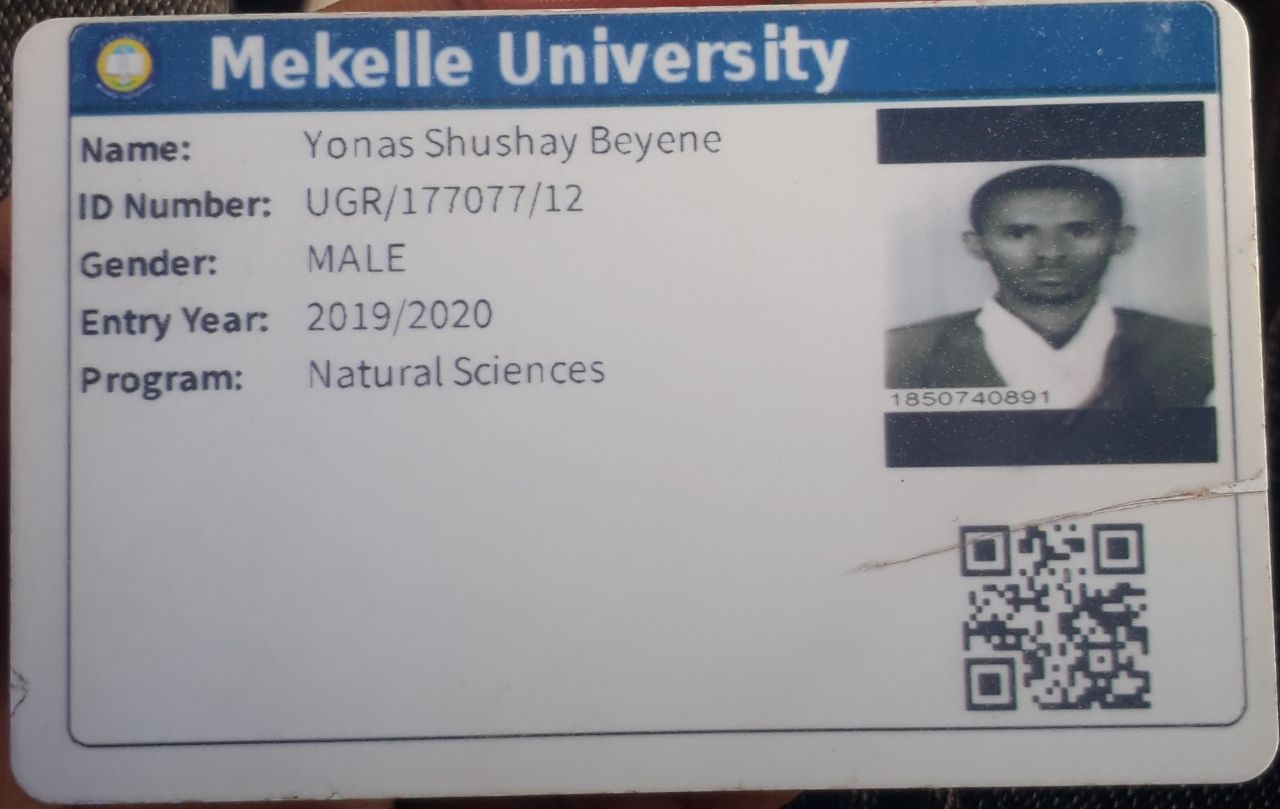 Mekelle University
Name: Yonas Shushay Beyene
ID Number: UGR/177077/12
Gender: MALE
Entry Year: 2019/2020
Program: Natural Sciences
1850740891